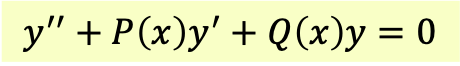 y′′ + P(x)y′ + Q(x)y = 0